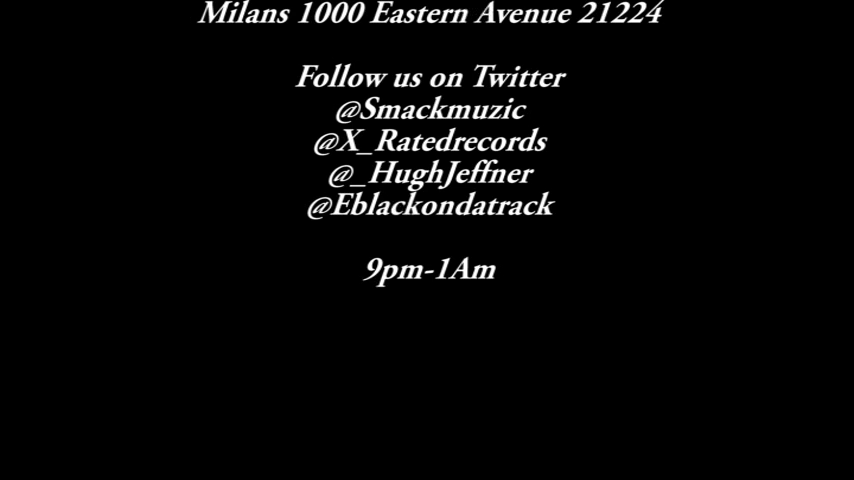 Milans 1000 Eastern Avenue 21224
Follow us on Twitter
@Smackmuzic
@X_Ratedrecords
@_HughJeffner
@Eblackondatrack
9pm-1Am